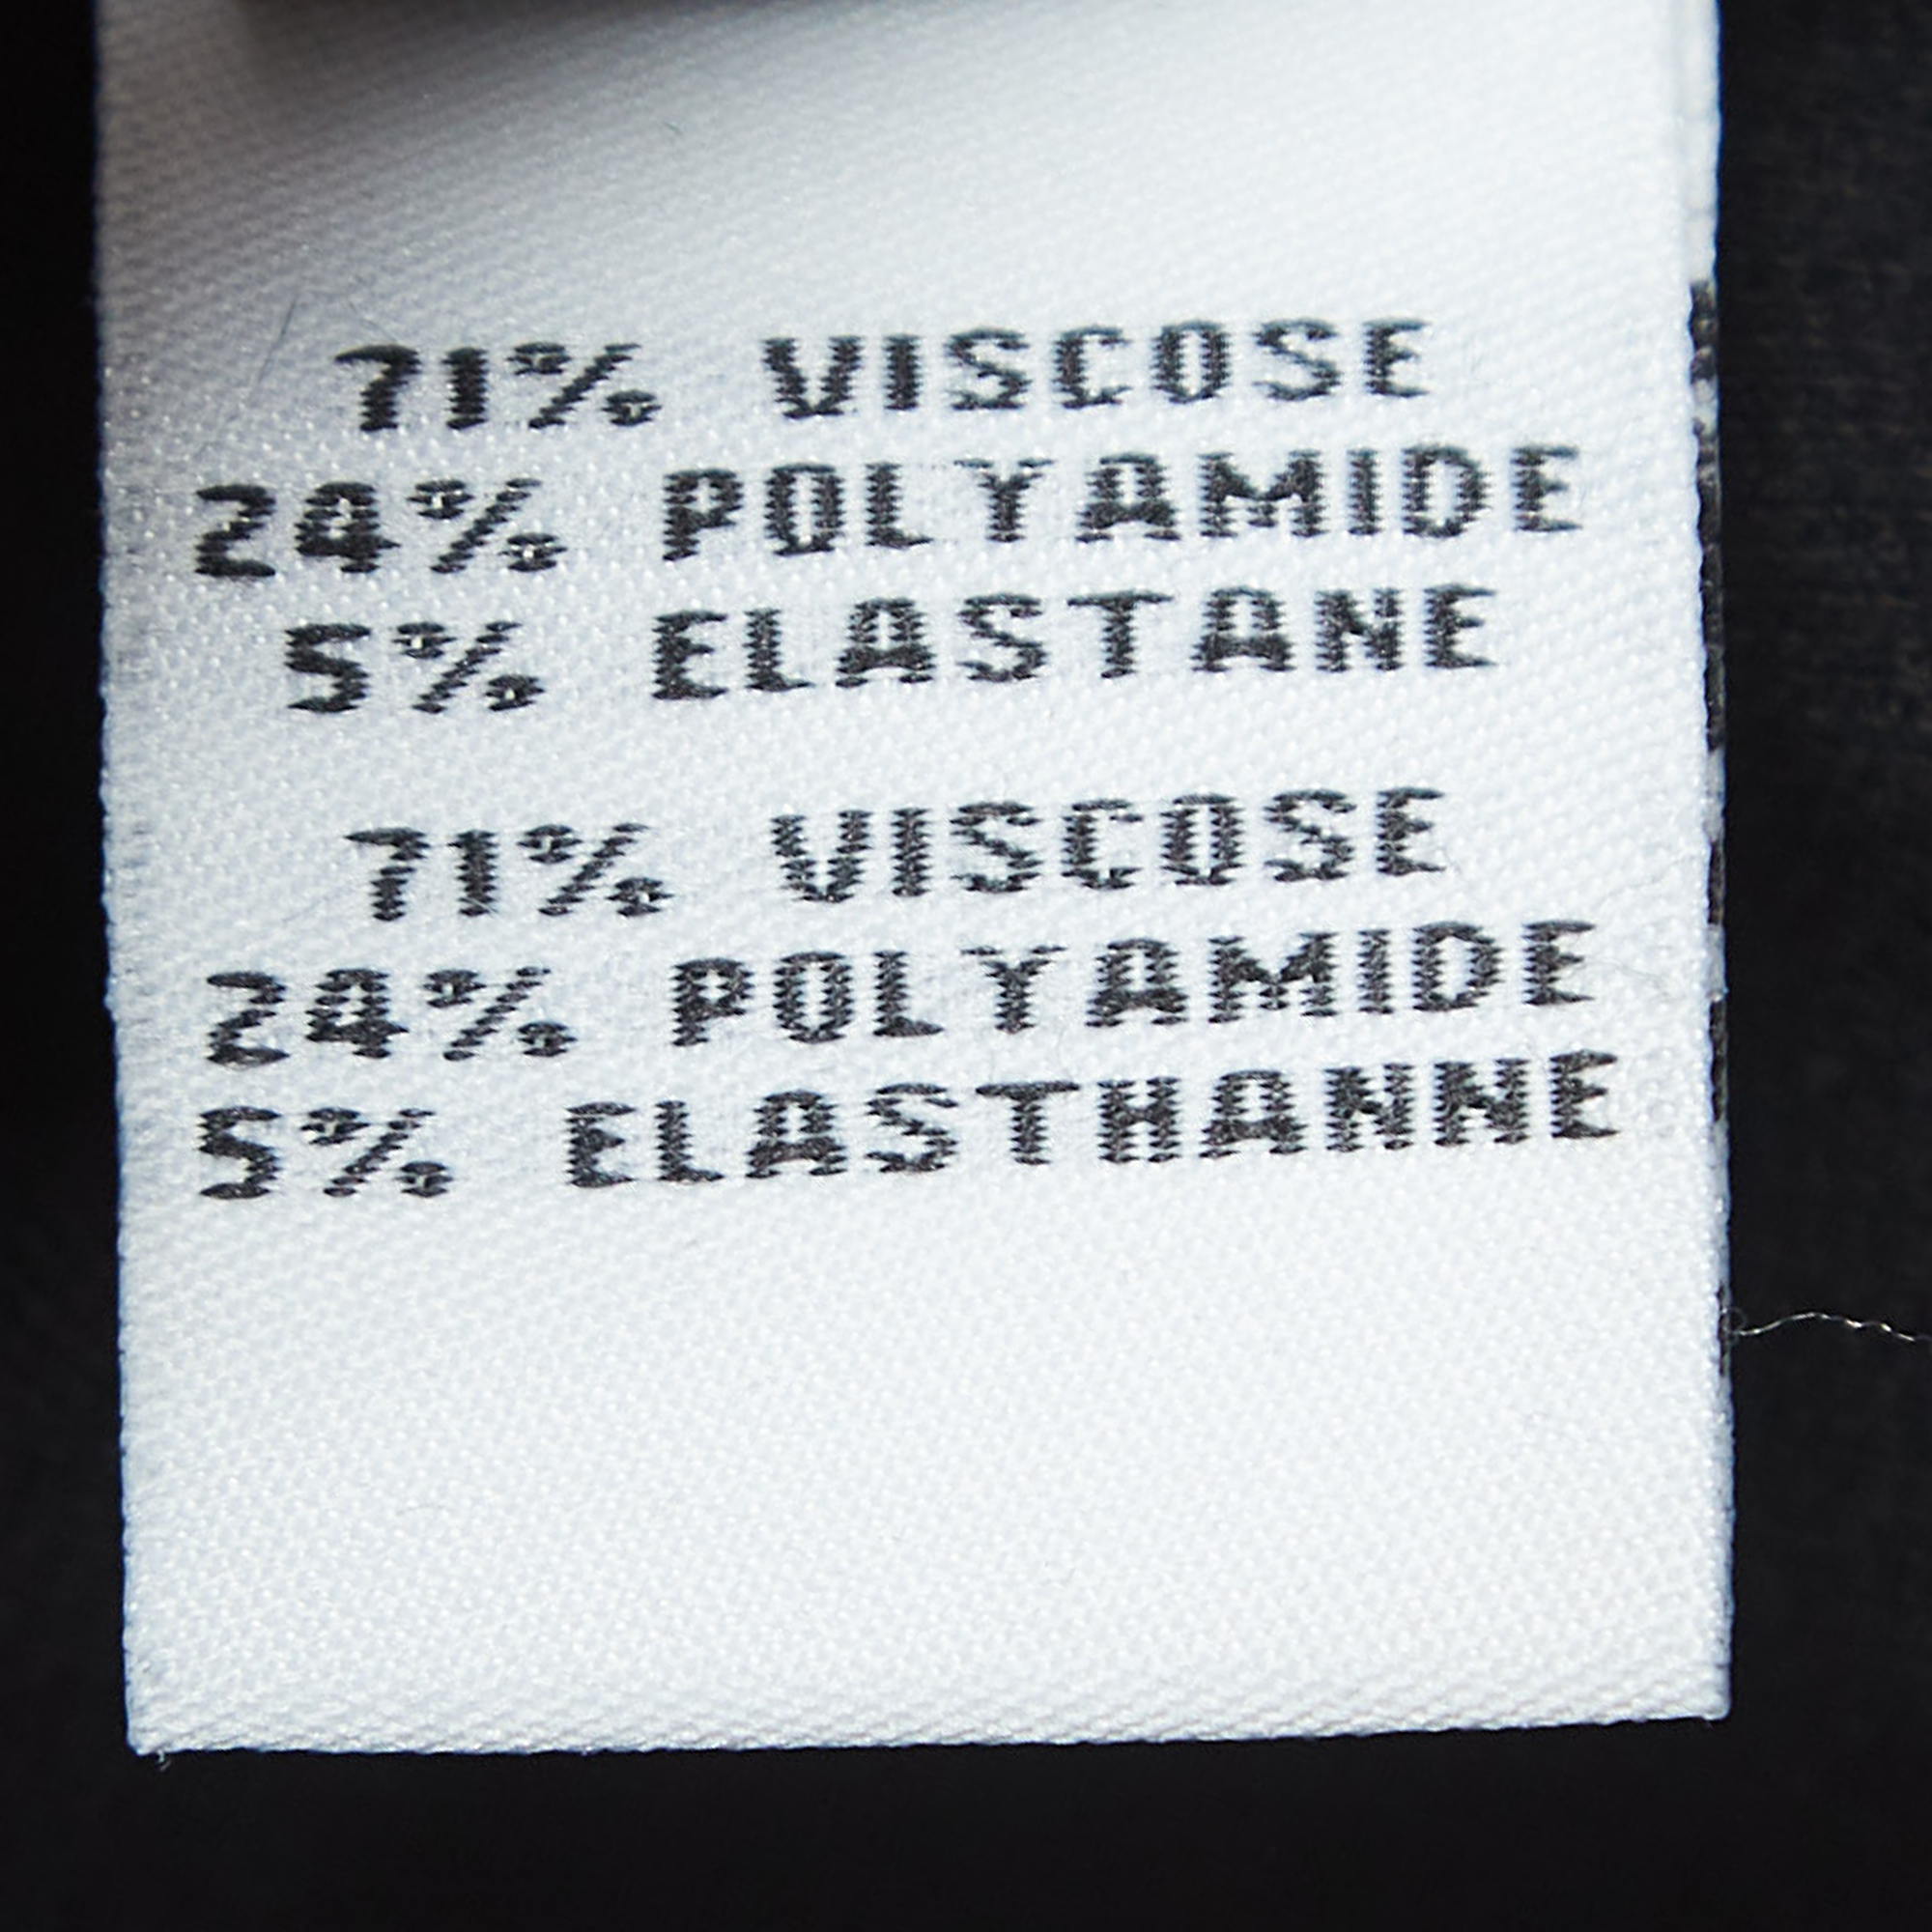 71% VISCOSE
24% POLYAMIDE
5% ELASTANE
71% VISCOSE
24% POLYAMIDE
5% ELASTHANNE